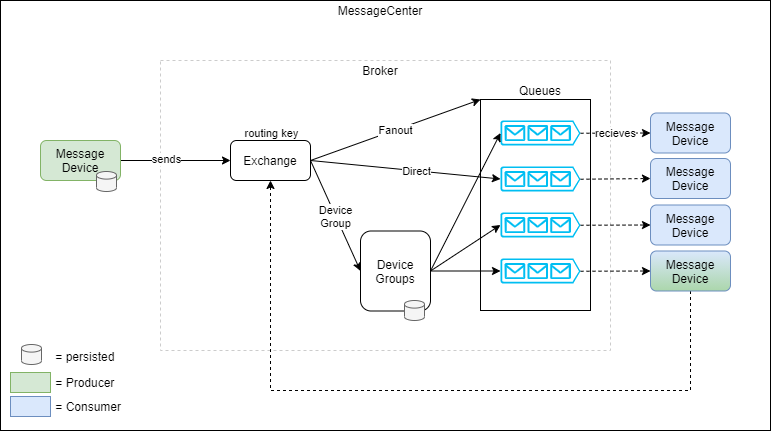 MessageCenter
Broker
Queues
routing key
Fanout
Message
Device
sends
Exchange
Direct
recieves
Message
Device
Message
Device
Device
Group
Message
Device
Device
Groups
Message
Device
= persisted
= Producer
= Consumer